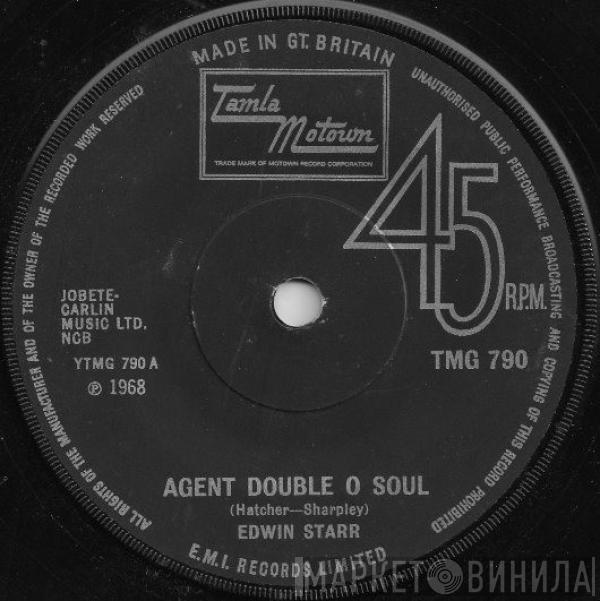 MADE IN GT. BRITAIN
Tamla
Motown
TRADE MARK OF MOTOWN RECORD CORPORATION
45
R.P.M.
TMG 790
JOBETE-
CARLIN
MUSIC LTD.
NCB
YTMG 790 A
℗ 1968
AGENT DOUBLE O SOUL
(Hatcher—Sharpley)
EDWIN STARR
E.M.I. RECORDS LIMITED
ALL RIGHTS OF THE MANUFACTURER AND OF THE OWNER OF THE RECORDED WORK RESERVED
UNAUTHORISED PUBLIC PERFORMANCE BROADCASTING AND COPYING OF THIS RECORD PROHIBITED
МАРКЕТ ВИНИЛА